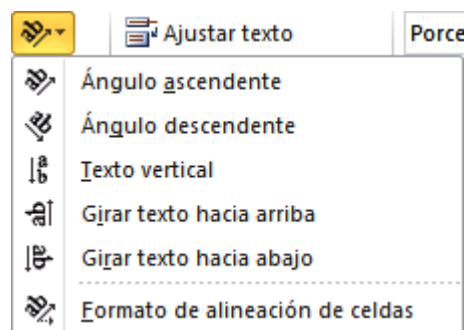 Ajustar texto
Porce
Ángulo ascendente
Ángulo descendente
Texto vertical
Girar texto hacia arriba
Girar texto hacia abajo
Formato de alineación de celdas